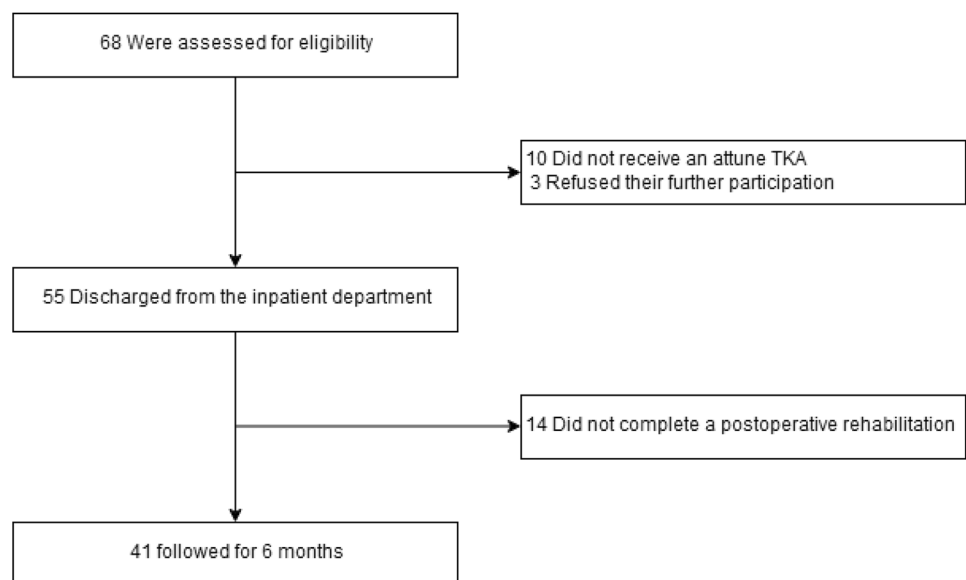 68 Were assessed for eligibility
10 Did not receive an attune TKA
3 Refused their further participation
55 Discharged from the inpatient department
14 Did not complete a postoperative rehabilitation
41 followed for 6 months